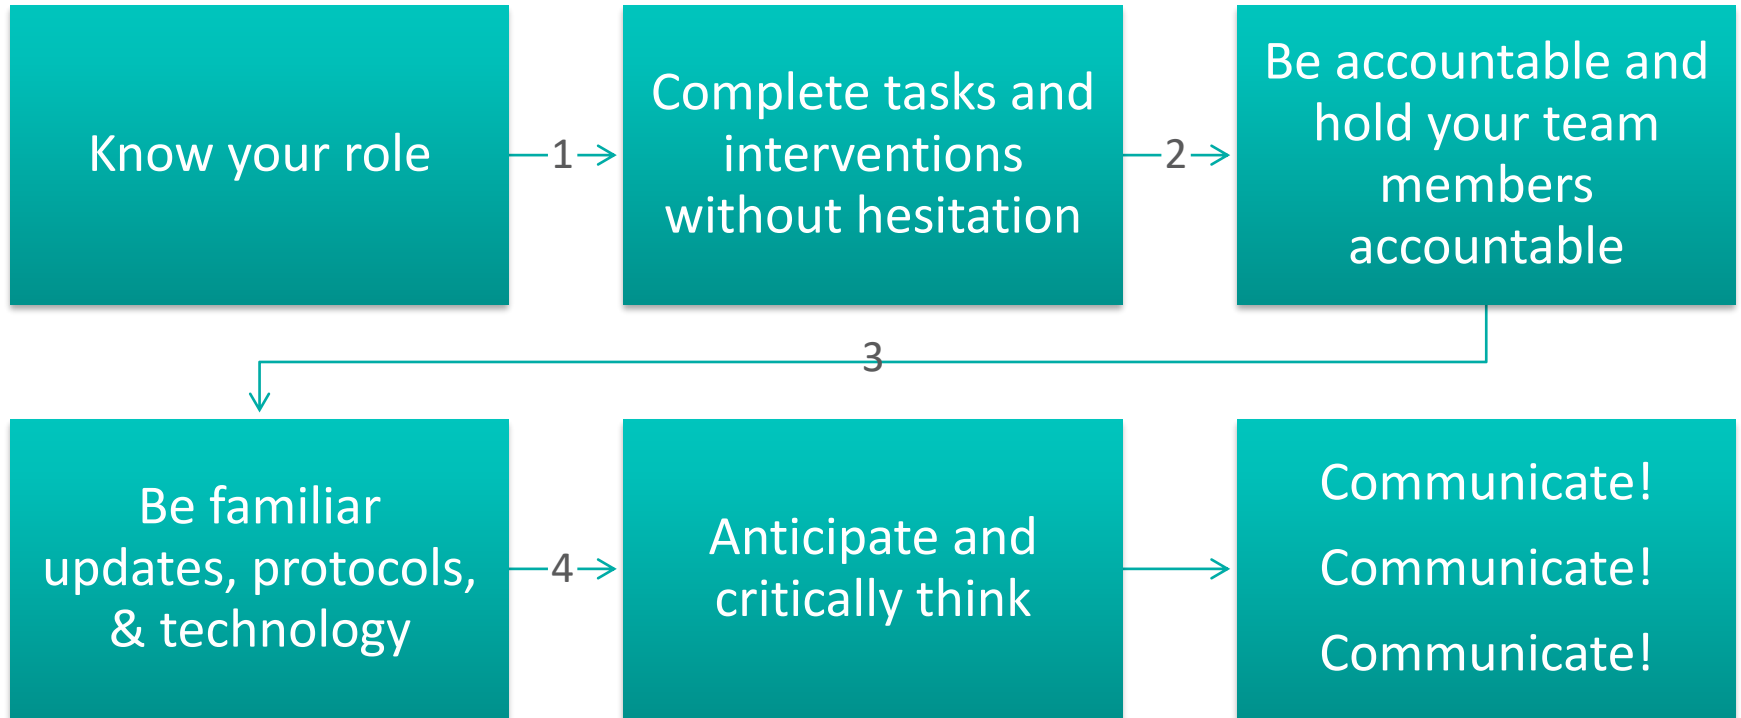 Know your role
1
Complete tasks and
interventions
without hesitation
2
Be accountable and
hold your team
members
accountable
3
Be familiar
updates, protocols,
& technology
4
Anticipate and
critically think
Communicate!
Communicate!
Communicate!